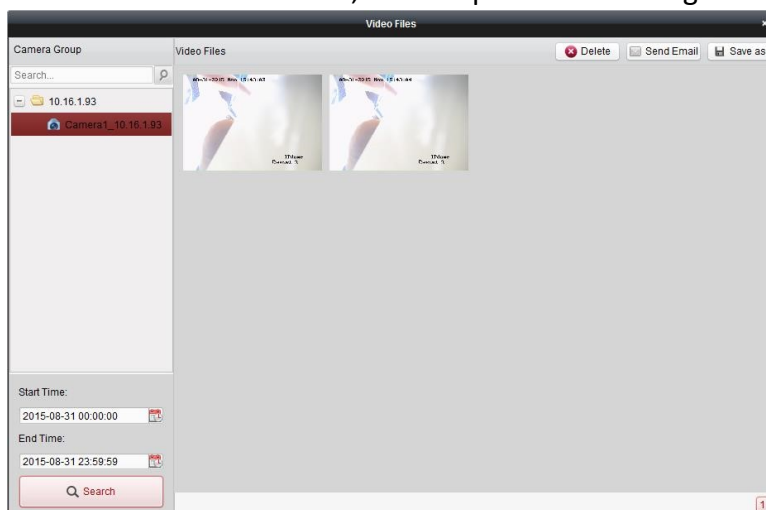 Video Files
Camera Group
Video Files
Delete
Send Email
Save as
Search...
10.16.1.93
Camera1_10.16.1.93
Start Time:
2015-08-31 00:00:00
End Time:
2015-08-31 23:59:59
Search
1